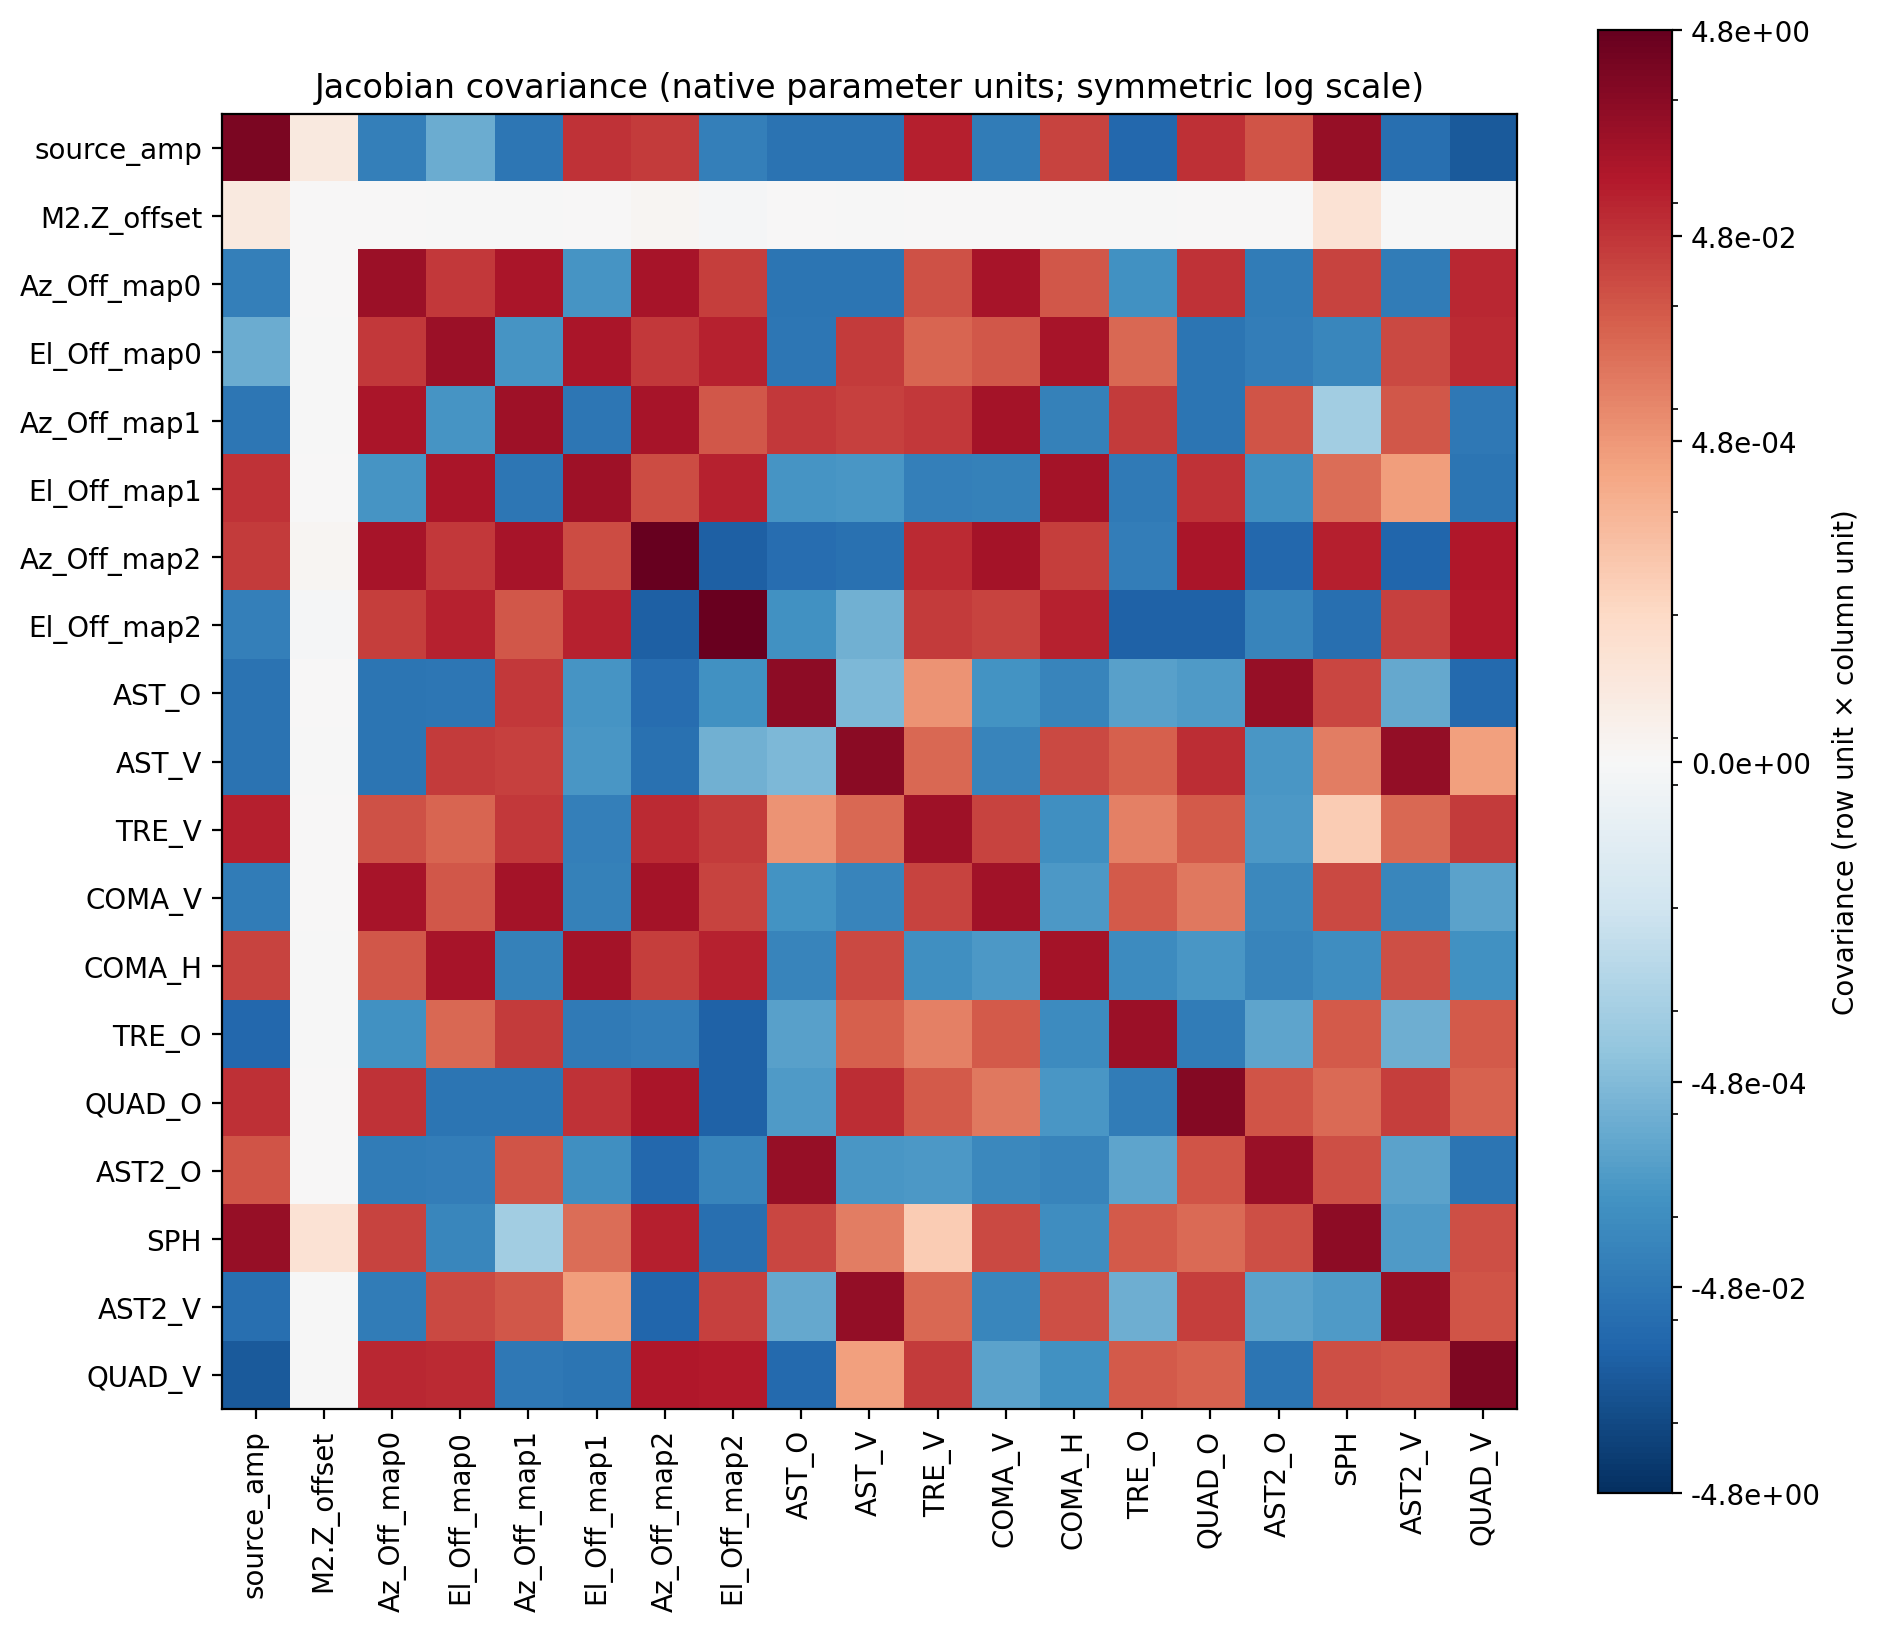 Jacobian covariance (native parameter units; symmetric log scale)
source_amp
M2.Z_offset
Az_Off_map0
El_Off_map0
Az_Off_map1
El_Off_map1
Az_Off_map2
El_Off_map2
AST_O
AST_V
TRE_V
COMA_V
COMA_H
TRE_O
QUAD_O
AST2_O
SPH
AST2_V
QUAD_V
source_amp
M2.Z_offset
Az_Off_map0
El_Off_map0
Az_Off_map1
El_Off_map1
Az_Off_map2
El_Off_map2
AST_O
AST_V
TRE_V
COMA_V
COMA_H
TRE_O
QUAD_O
AST2_O
SPH
AST2_V
QUAD_V
4.8e+00
4.8e-02
4.8e-04
0.0e+00
-4.8e-04
-4.8e-02
-4.8e+00
Covariance (row unit × column unit)